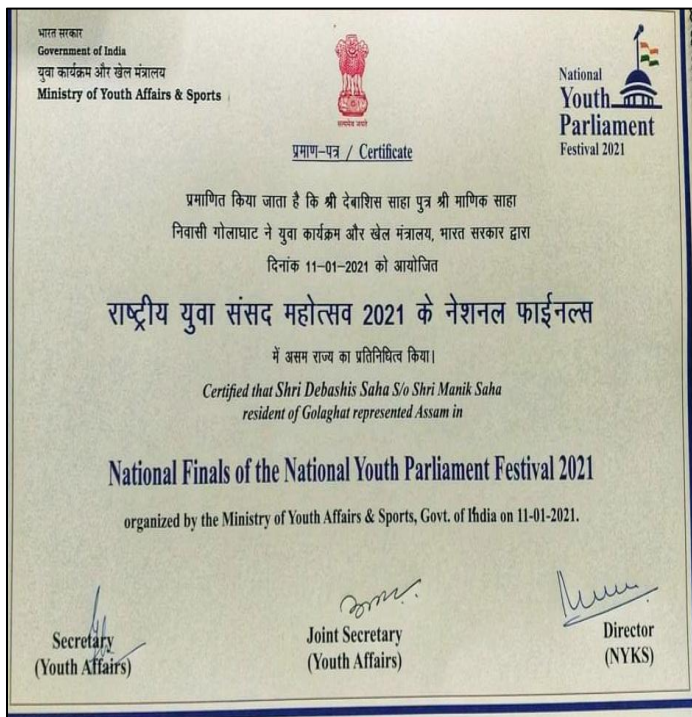 भारत सरकार
Government of India
युवा कार्यक्रम और खेल मंत्रालय
Ministry of Youth Affairs & Sports
सत्यमेव जयते
National
Youth
Parliament
Festival 2021
प्रमाण-पत्र / Certificate
प्रमाणित किया जाता है कि श्री देबाशिस साहा पुत्र श्री माणिक साहा
निवासी गोलाघाट ने युवा कार्यक्रम और खेल मंत्रालय, भारत सरकार द्वारा
दिनांक 11-01-2021 को आयोजित
राष्ट्रीय युवा संसद महोत्सव 2021 के नेशनल फाईनल्स
में असम राज्य का प्रतिनिधित्व किया।
Certified that Shri Debashis Saha S/o Shri Manik Saha
resident of Golaghat represented Assam in
National Finals of the National Youth Parliament Festival 2021
organized by the Ministry of Youth Affairs & Sports, Govt. of India on 11-01-2021.
Secretary
(Youth Affairs)
Joint Secretary
(Youth Affairs)
Director
(NYKS)